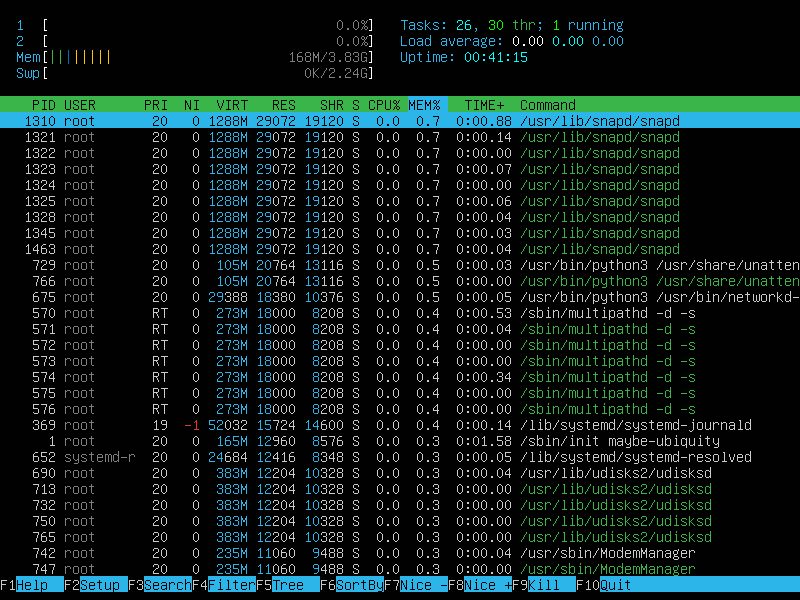 1 [ 0.0%] Tasks: 26, 30 thr; 1 running
2 [ 0.0%] Load average: 0.00 0.00 0.00
Mem[||||||||| 168M/3.83G] Uptime: 00:41:15
Swp[ 0K/2.24G]
PID USER PRI NI VIRT RES SHR S CPU% MEM% TIME+ Command
1310 root 20 0 1288M 29072 19120 S 0.0 0.7 0:00.88 /usr/lib/snapd/snapd
1321 root 20 0 1288M 29072 19120 S 0.0 0.7 0:00.14 /usr/lib/snapd/snapd
1322 root 20 0 1288M 29072 19120 S 0.0 0.7 0:00.00 /usr/lib/snapd/snapd
1323 root 20 0 1288M 29072 19120 S 0.0 0.7 0:00.07 /usr/lib/snapd/snapd
1324 root 20 0 1288M 29072 19120 S 0.0 0.7 0:00.00 /usr/lib/snapd/snapd
1325 root 20 0 1288M 29072 19120 S 0.0 0.7 0:00.06 /usr/lib/snapd/snapd
1328 root 20 0 1288M 29072 19120 S 0.0 0.7 0:00.04 /usr/lib/snapd/snapd
1345 root 20 0 1288M 29072 19120 S 0.0 0.7 0:00.03 /usr/lib/snapd/snapd
1463 root 20 0 1288M 29072 19120 S 0.0 0.7 0:00.04 /usr/lib/snapd/snapd
729 root 20 0 105M 20764 13116 S 0.0 0.5 0:00.03 /usr/bin/python3 /usr/share/unatten
766 root 20 0 105M 20764 13116 S 0.0 0.5 0:00.00 /usr/bin/python3 /usr/share/unatten
675 root 20 0 29388 18380 10376 S 0.0 0.5 0:00.05 /usr/bin/python3 /usr/bin/networkd-
570 root RT 0 273M 18000 8208 S 0.0 0.4 0:00.53 /sbin/multipathd -d -s
571 root RT 0 273M 18000 8208 S 0.0 0.4 0:00.00 /sbin/multipathd -d -s
572 root RT 0 273M 18000 8208 S 0.0 0.4 0:00.00 /sbin/multipathd -d -s
573 root RT 0 273M 18000 8208 S 0.0 0.4 0:00.00 /sbin/multipathd -d -s
574 root RT 0 273M 18000 8208 S 0.0 0.4 0:00.34 /sbin/multipathd -d -s
575 root RT 0 273M 18000 8208 S 0.0 0.4 0:00.00 /sbin/multipathd -d -s
576 root RT 0 273M 18000 8208 S 0.0 0.4 0:00.00 /sbin/multipathd -d -s
369 root 19 -1 52032 15724 14600 S 0.0 0.4 0:00.14 /lib/systemd/systemd-journald
1 root 20 0 165M 12960 8576 S 0.0 0.3 0:01.58 /sbin/init maybe-ubiquity
652 systemd-r 20 0 24684 12416 8348 S 0.0 0.3 0:00.05 /lib/systemd/systemd-resolved
690 root 20 0 383M 12204 10328 S 0.0 0.3 0:00.04 /usr/lib/udisks2/udisksd
713 root 20 0 383M 12204 10328 S 0.0 0.3 0:00.00 /usr/lib/udisks2/udisksd
732 root 20 0 383M 12204 10328 S 0.0 0.3 0:00.00 /usr/lib/udisks2/udisksd
750 root 20 0 383M 12204 10328 S 0.0 0.3 0:00.00 /usr/lib/udisks2/udisksd
765 root 20 0 383M 12204 10328 S 0.0 0.3 0:00.00 /usr/lib/udisks2/udisksd
742 root 20 0 235M 11060 9488 S 0.0 0.3 0:00.04 /usr/sbin/ModemManager
747 root 20 0 235M 11060 9488 S 0.0 0.3 0:00.00 /usr/sbin/ModemManager
F1Help F2Setup F3SearchF4FilterF5Tree F6SortByF7Nice -F8Nice +F9Kill F10Quit